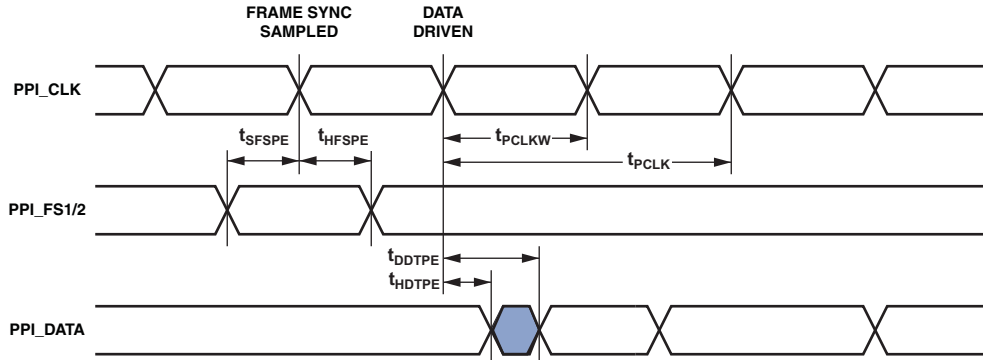 FRAME SYNC
SAMPLED
DATA
DRIVEN
PPI_CLK
tSFSPE
tHFSPE
tPCLKW
tPCLK
PPI_FS1/2
tDDTPE
tHDTPE
PPI_DATA